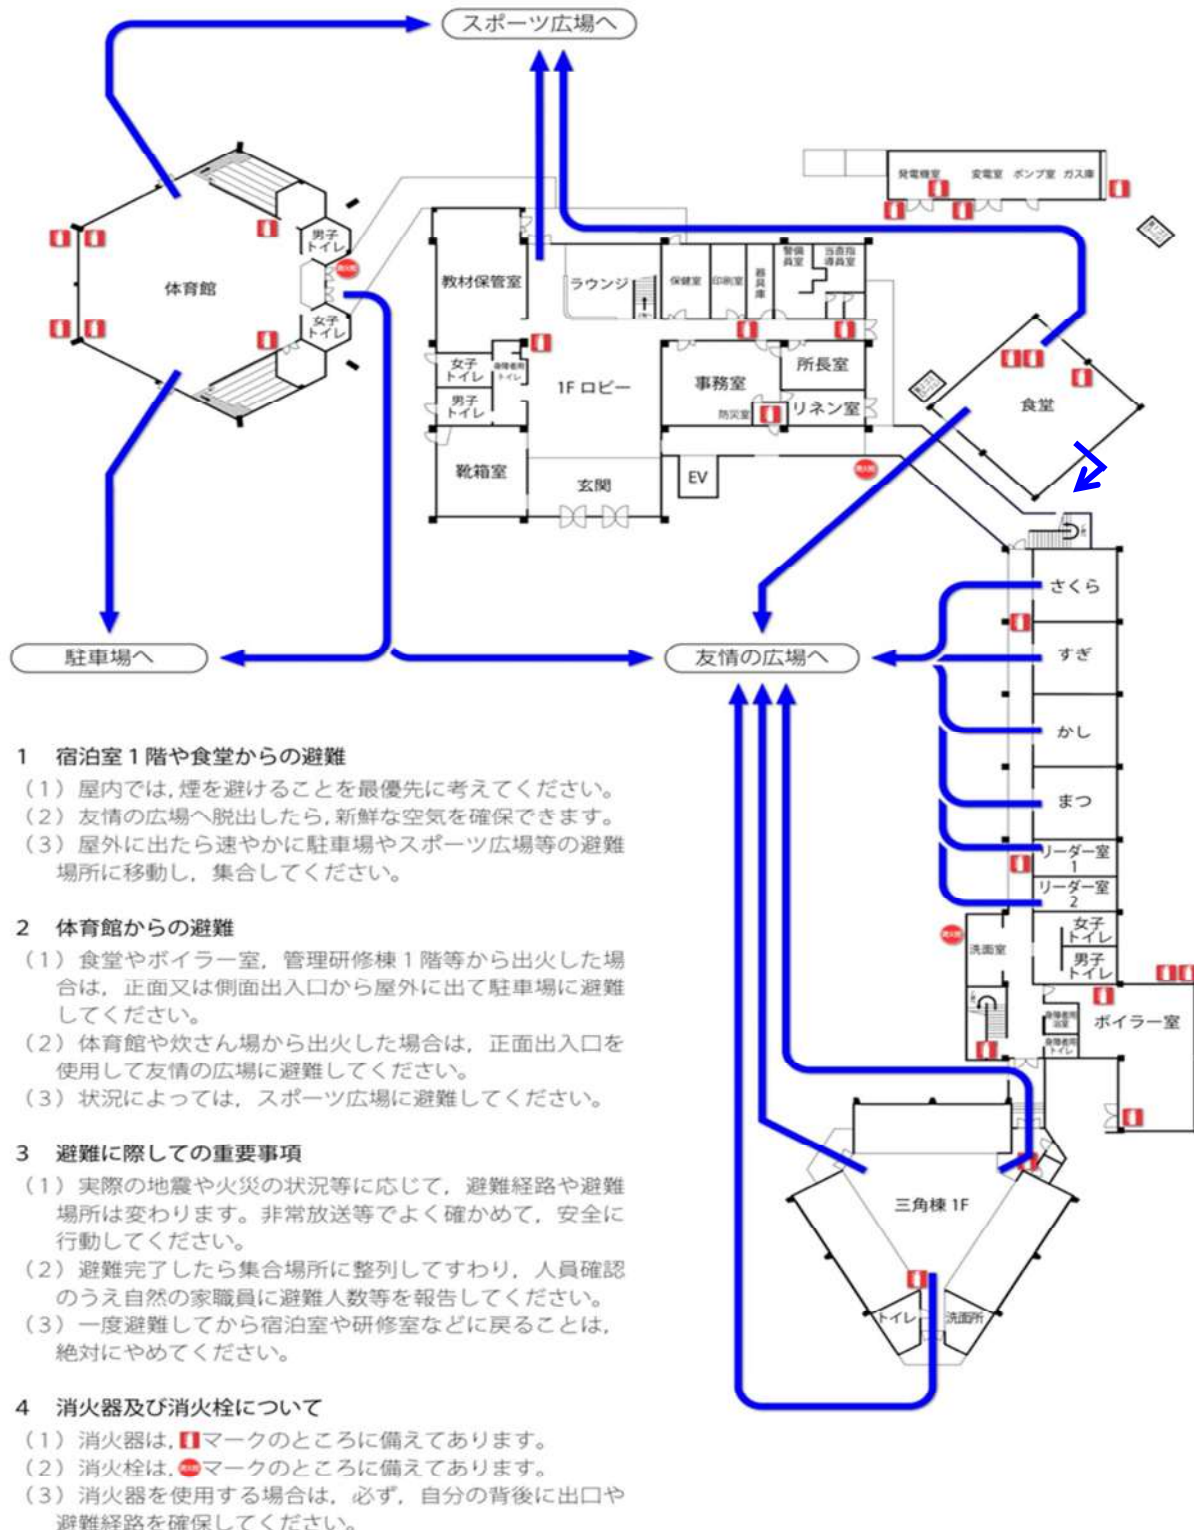 スポーツ広場へ
発電機室
変電室
ポンプ室
ガス庫
男子
トイレ
体育館
女子
トイレ
教材保管室
ラウンジ
保健室
印刷室
器具庫
警備
員室
当直指
導員室
女子
トイレ
身障者用
トイレ
男子
トイレ
1F ロビー
事務室
所長室
防災室
リネン室
食堂
靴箱室
玄関
EV
さくら
すぎ
かし
まつ
リーダー室
1
リーダー室
2
女子
トイレ
男子
トイレ
洗面室
身障者用
浴室
身障者用
トイレ
ボイラー室
駐車場へ
友情の広場へ
三角棟 1F
トイレ
洗面所
1 宿泊室1階や食堂からの避難
（1）屋内では,煙を避けることを最優先に考えてください。
（2）友情の広場へ脱出したら,新鮮な空気を確保できます。
（3）屋外に出たら速やかに駐車場やスポーツ広場等の避難
場所に移動し，集合してください。
2 体育館からの避難
（1）食堂やボイラー室，管理研修棟1階等から出火した場
合は，正面又は側面出入口から屋外に出て駐車場に避難
してください。
（2）体育館や炊さん場から出火した場合は，正面出入口を
使用して友情の広場に避難してください。
（3）状況によっては，スポーツ広場に避難してください。
3 避難に際しての重要事項
（1）実際の地震や火災の状況等に応じて，避難経路や避難
場所は変わります。非常放送等でよく確かめて，安全に
行動してください。
（2）避難完了したら集合場所に整列してすわり，人員確認
のうえ自然の家職員に避難人数等を報告してください。
（3）一度避難してから宿泊室や研修室などに戻ることは，
絶対にやめてください。
4 消火器及び消火栓について
（1）消火器は,マークのところに備えてあります。
（2）消火栓は,マークのところに備えてあります。
（3）消火器を使用する場合は，必ず，自分の背後に出口や
避難経路を確保してください。